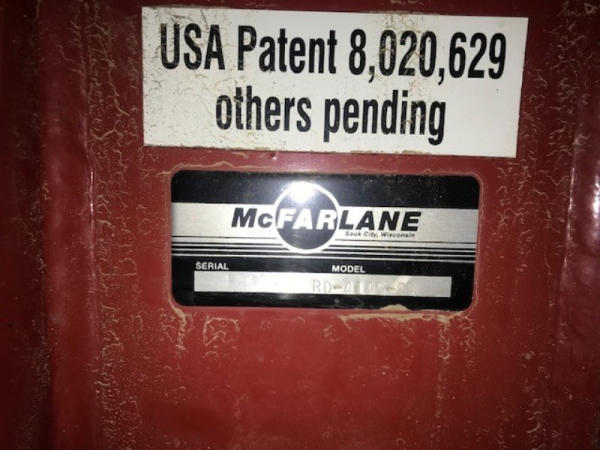 USA Patent 8,020,629
others pending
McFARLANE
Sauk City, Wisconsin
SERIAL MODEL